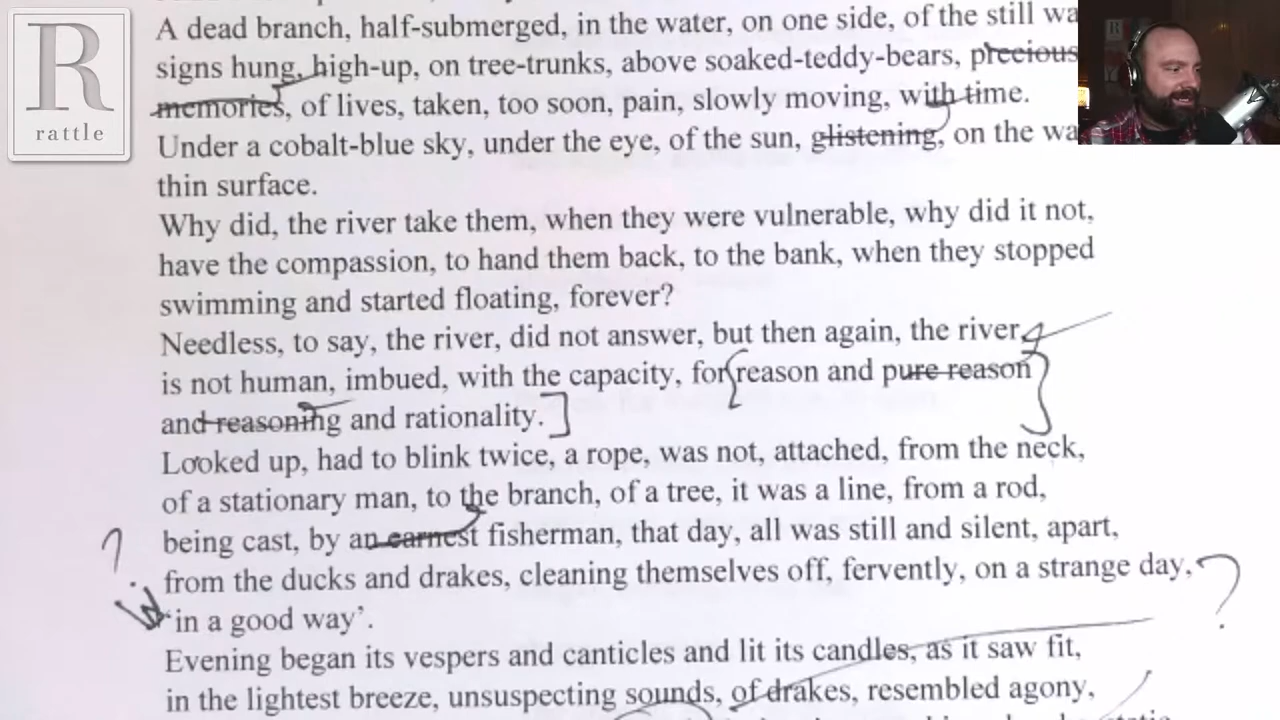 R
rattle
A dead branch, half-submerged, in the water, on one side, of the still
signs hung, high-up, on tree-trunks, above soaked-teddy-bears, precious
memories, of lives, taken, too soon, pain, slowly moving, with time.
Under a cobalt-blue sky, under the eye, of the sun, glistening, on the
thin surface.
Why did, the river take them, when they were vulnerable, why did it not,
have the compassion, to hand them back, to the bank, when they stopped
swimming and started floating, forever?
Needless, to say, the river, did not answer, but then again, the river,
is not human, imbued, with the capacity, for reason and pure reason
and reasoning and rationality.
Looked up, had to blink twice, a rope, was not, attached, from the neck,
of a stationary man, to the branch, of a tree, it was a line, from a rod,
being cast, by an earnest fisherman, that day, all was still and silent, apart,
from the ducks and drakes, cleaning themselves off, fervently, on a strange day,
‘in a good way’.
Evening began its vespers and canticles and lit its candles, as it saw fit,
in the lightest breeze, unsuspecting sounds, of drakes, resembled agony,